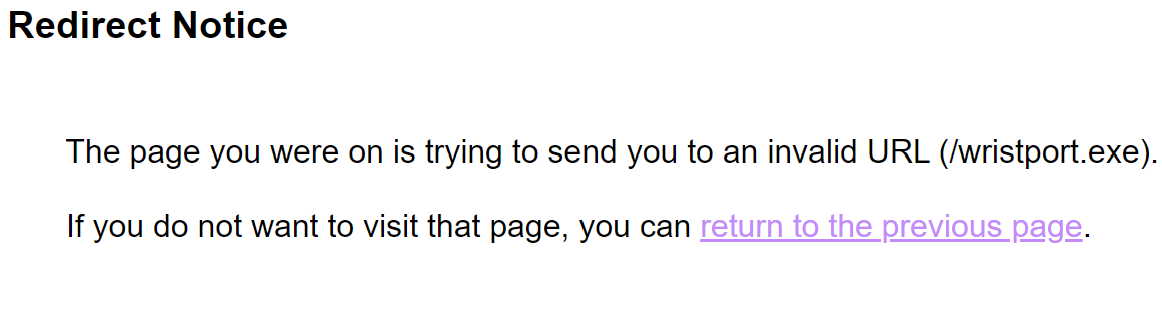 Redirect Notice
The page you were on is trying to send you to an invalid URL (/wristport.exe).
If you do not want to visit that page, you can return to the previous page.